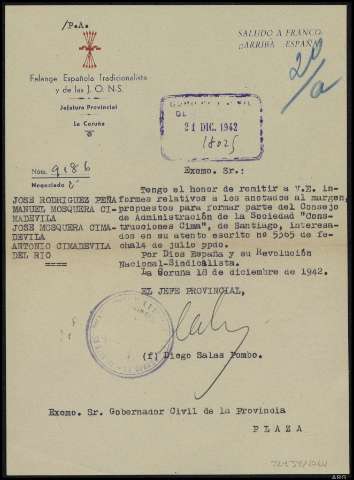 /P.A.
SALUDO A FRANCO.
¡ARRIBA ESPAÑA!
Falange Española Tradicionalista
y de las J. O. N. S.
Jefatura Provincial
La Coruña
21 DIC. 1942
18025
Núm. 9186
Negociado
Excmo. Sr.:
JOSE RODRIGUEZ PEÑA
MANUEL MOSQUERA CI-
MADEVILA
JOSE MOSQUERA CIMA-
DEVILA
ANTONIO CIMADEVILA
DEL RIO
====
Tengo el honor de remitir a V.E. in-
formes relativos a los anotados al margen,
propuestos para formar parte del Consejo
de Administración de la Sociedad "Cons-
trucciones Cima", de Santiago, interesa-
dos en su atento escrito nº 5365 de fe-
cha 14 de julio ppdo.
Por Dios España y su Revolución
Nacional-Sindicalista.
La Coruña 18 de diciembre de 1942.
EL JEFE PROVINCIAL,
(f) Diego Salas Pombo.
Excmo. Sr. Gobernador Civil de la Provincia
P L A Z A